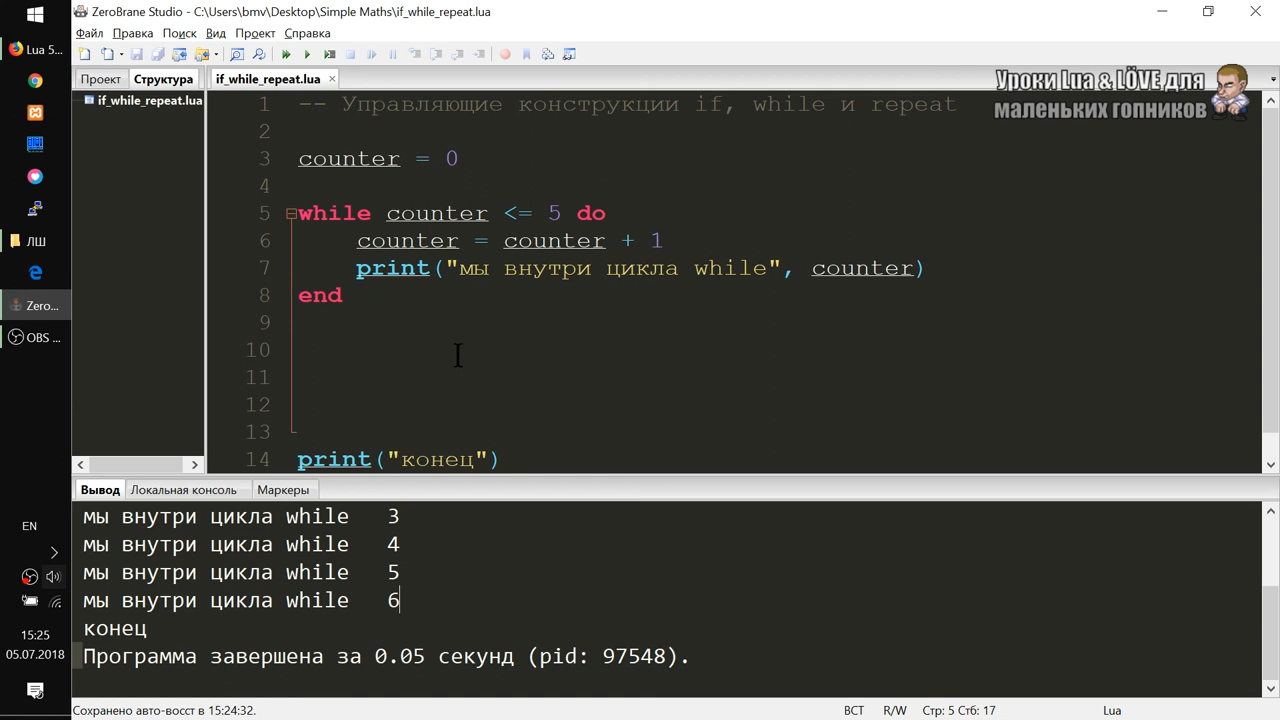 ZeroBrane Studio - C:\Users\bmv\Desktop\Simple Maths\if_while_repeat.lua
Файл Правка Поиск Вид Проект Справка
Lua 5...
ЛШ
Zero...
OBS ...
EN
15:25
05.07.2018
Проект Структура
if_while_repeat.lua
if_while_repeat.lua
Уроки Lua & LÖVE для
маленьких гопников
1 -- Управляющие конструкции if, while и repeat
2
3 counter = 0
4
5 while counter <= 5 do
6 counter = counter + 1
7 print("мы внутри цикла while", counter)
8 end
9
10
11
12
13
14 print("конец")
Вывод Локальная консоль Маркеры
мы внутри цикла while 3
мы внутри цикла while 4
мы внутри цикла while 5
мы внутри цикла while 6
конец
Программа завершена за 0.05 секунд (pid: 97548).
Сохранено авто-восст в 15:24:32. ВСТ R/W Стр: 5 Стб: 17 Lua